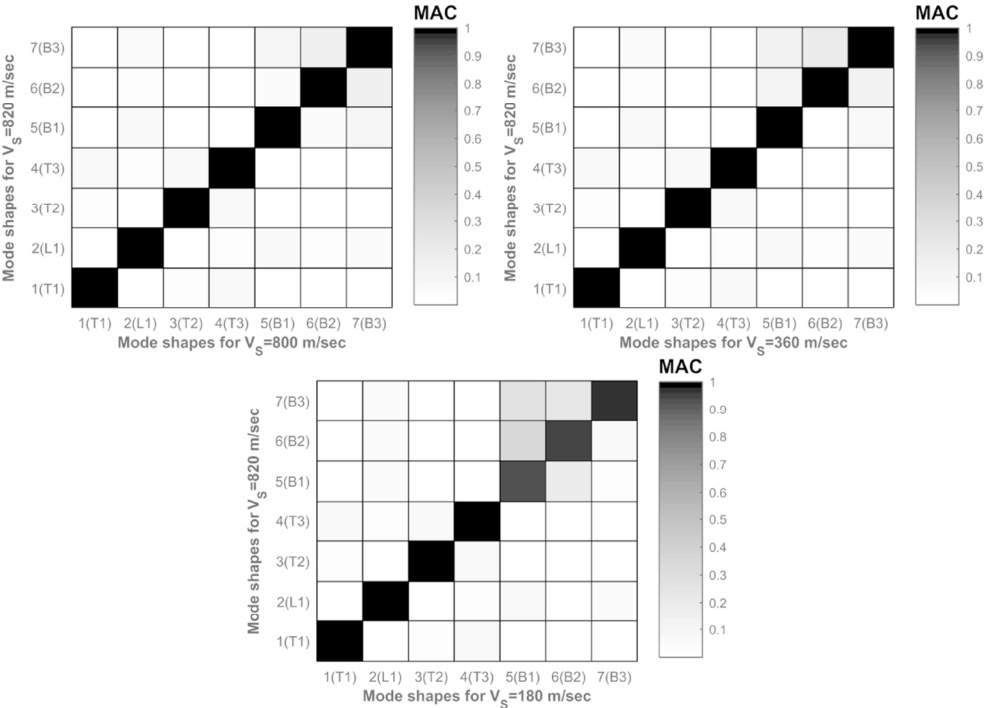 MAC
Mode shapes for VS=820 m/sec
7(B3)
6(B2)
5(B1)
4(T3)
3(T2)
2(L1)
1(T1)
1(T1) 2(L1) 3(T2) 4(T3) 5(B1) 6(B2) 7(B3)
Mode shapes for VS=800 m/sec
1
0.9
0.8
0.7
0.6
0.5
0.4
0.3
0.2
0.1
MAC
Mode shapes for VS=820 m/sec
7(B3)
6(B2)
5(B1)
4(T3)
3(T2)
2(L1)
1(T1)
1(T1) 2(L1) 3(T2) 4(T3) 5(B1) 6(B2) 7(B3)
Mode shapes for VS=360 m/sec
1
0.9
0.8
0.7
0.6
0.5
0.4
0.3
0.2
0.1
MAC
Mode shapes for VS=820 m/sec
7(B3)
6(B2)
5(B1)
4(T3)
3(T2)
2(L1)
1(T1)
1(T1) 2(L1) 3(T2) 4(T3) 5(B1) 6(B2) 7(B3)
Mode shapes for VS=180 m/sec
1
0.9
0.8
0.7
0.6
0.5
0.4
0.3
0.2
0.1